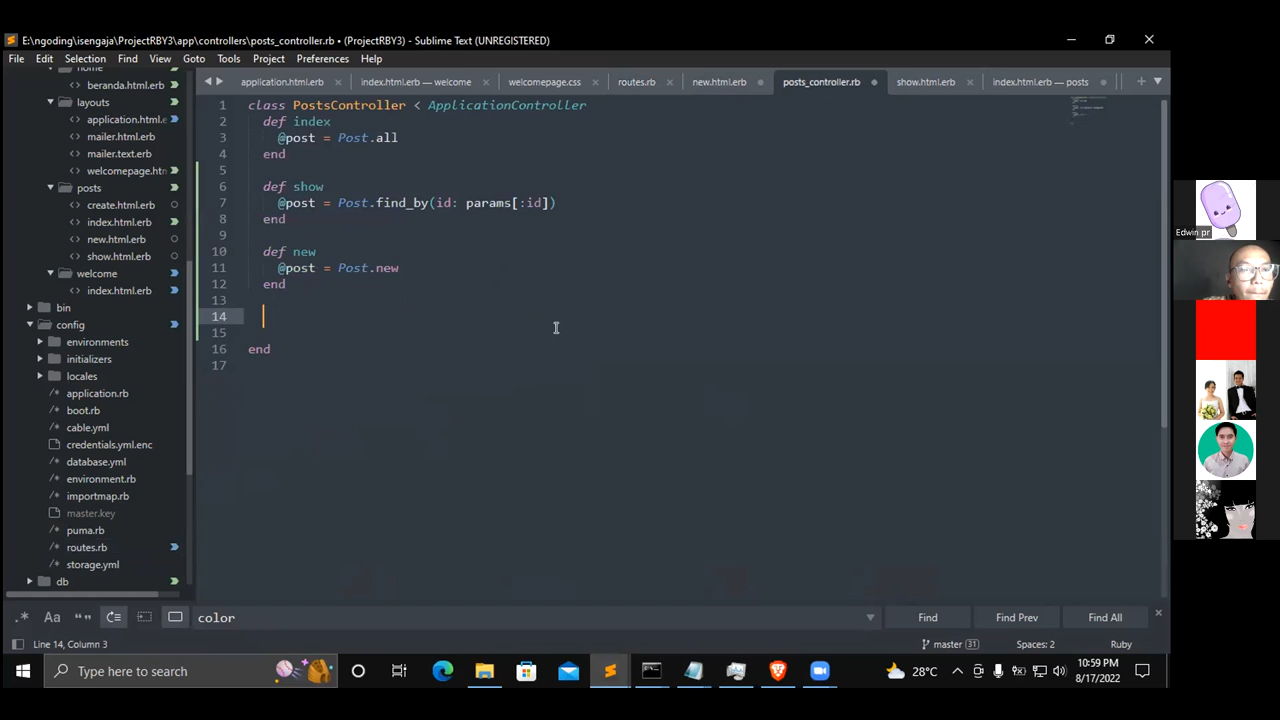 E:\ngoding\isengaja\ProjectRBY3\app\controllers\posts_controller.rb • (ProjectRBY3) - Sublime Text (UNREGISTERED)
File Edit Selection Find View Goto Tools Project Preferences Help
application.html.erb index.html.erb — welcome welcomepage.css routes.rb new.html.erb posts_controller.rb show.html.erb index.html.erb — posts
home
beranda.html.erb
layouts
application.html.e
mailer.html.erb
mailer.text.erb
welcomepage.htn
posts
create.html.erb
index.html.erb
new.html.erb
show.html.erb
welcome
index.html.erb
bin
config
environments
initializers
locales
application.rb
boot.rb
cable.yml
credentials.yml.enc
database.yml
environment.rb
importmap.rb
master.key
puma.rb
routes.rb
storage.yml
db
1 class PostsController < ApplicationController
2 def index
3 @post = Post.all
4 end
5
6 def show
7 @post = Post.find_by(id: params[:id])
8 end
9
10 def new
11 @post = Post.new
12 end
13
14
15
16 end
17
Edwin pr
.* Aa “” color Find Find Prev Find All
Line 14, Column 3 master 31 Spaces: 2 Ruby
Type here to search 28°C 10:59 PM
8/17/2022